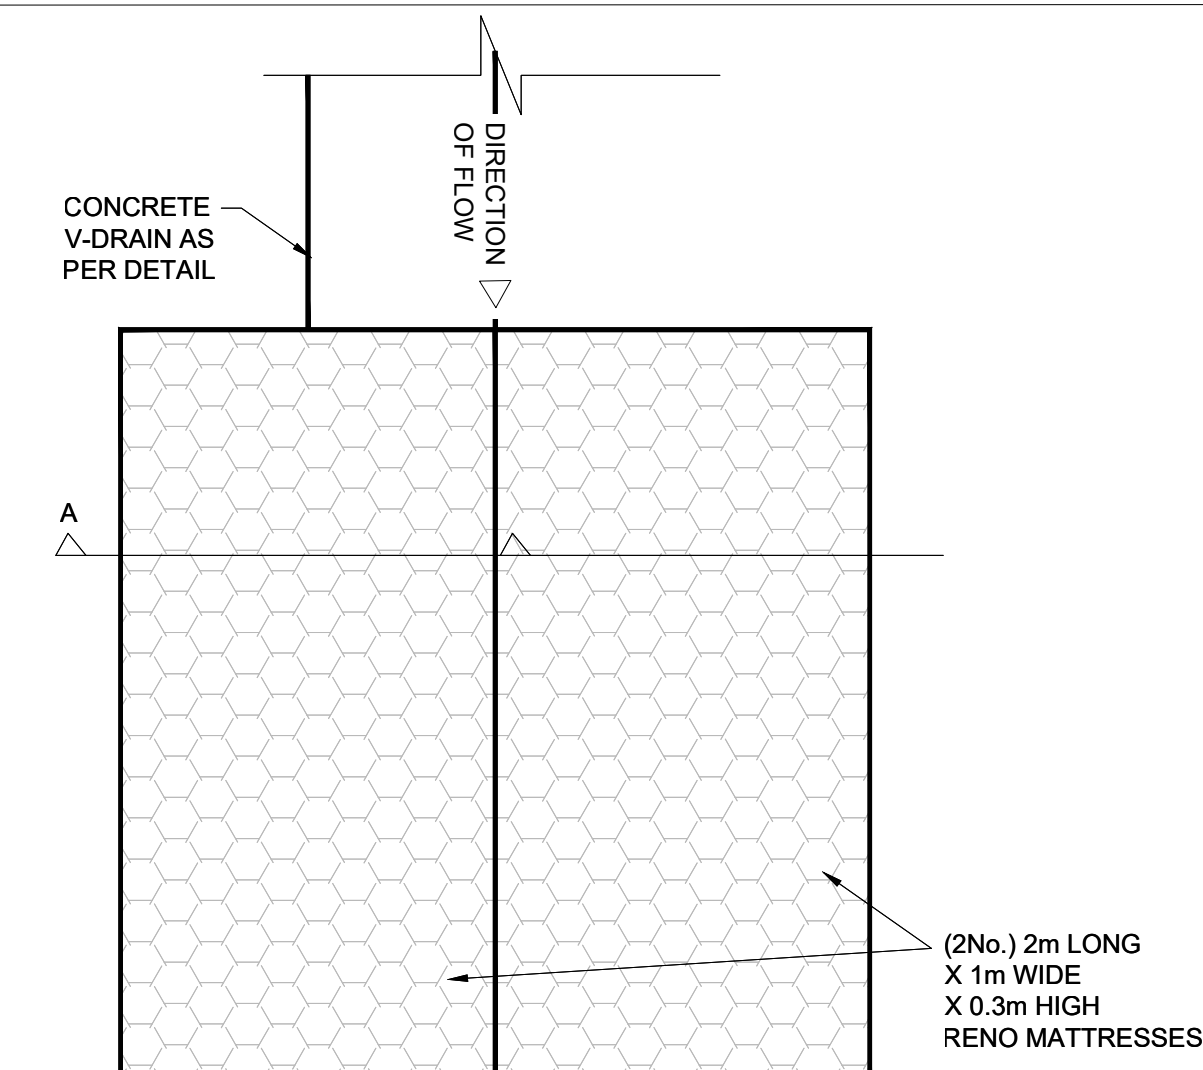 DIRECTION
OF FLOW
CONCRETE
V-DRAIN AS
PER DETAIL
A
(2No.) 2m LONG
X 1m WIDE
X 0.3m HIGH
RENO MATTRESSES